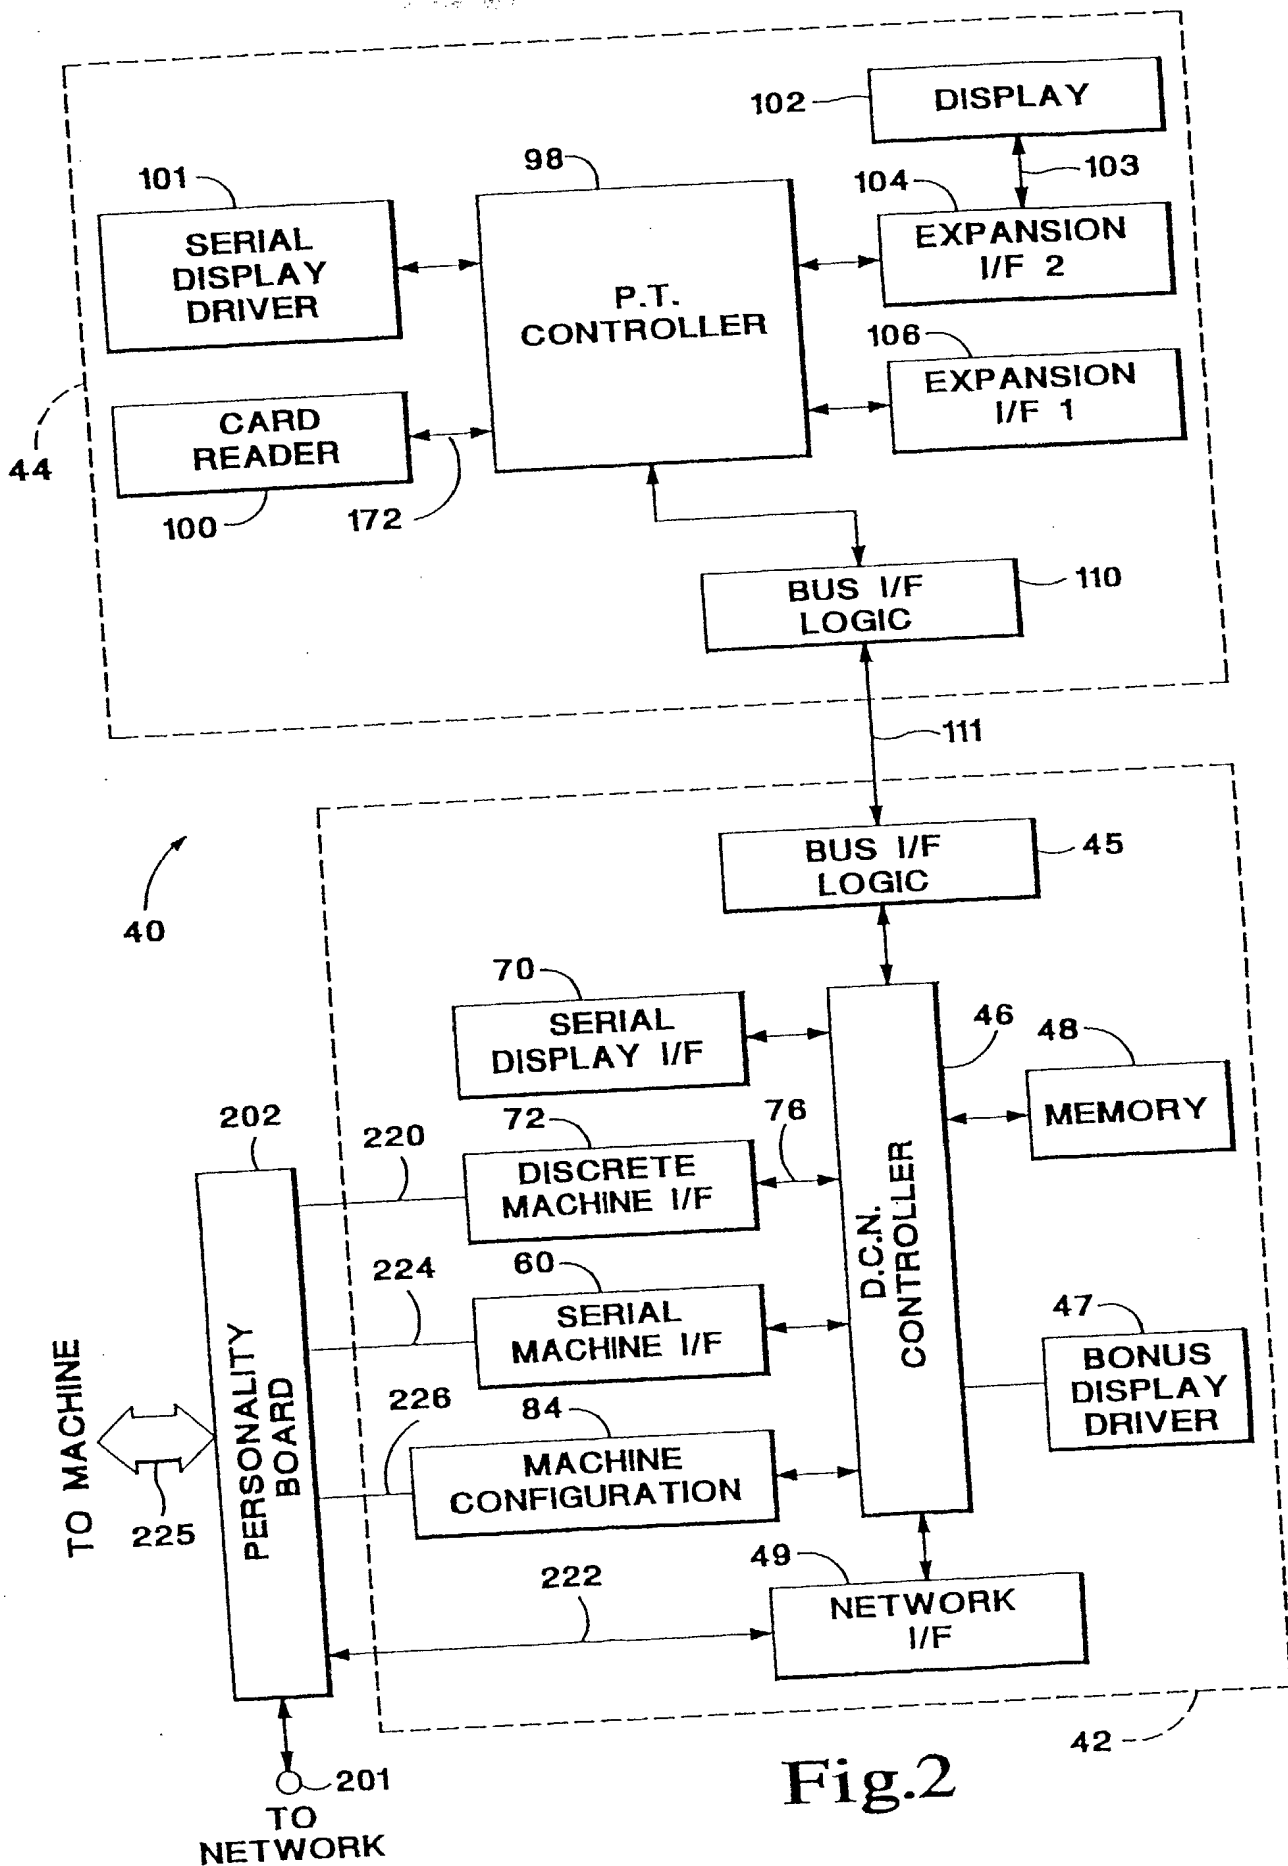 102
DISPLAY
103
98
101
104
SERIAL
DISPLAY
DRIVER
P.T.
CONTROLLER
EXPANSION
I/F 2
106
EXPANSION
I/F 1
44
CARD
READER
100
172
BUS I/F
LOGIC
110
111
40
BUS I/F
LOGIC
45
70
SERIAL
DISPLAY I/F
46
48
MEMORY
202
220
72
76
DISCRETE
MACHINE I/F
D.C.N.
CONTROLLER
224
60
SERIAL
MACHINE I/F
47
BONUS
DISPLAY
DRIVER
TO MACHINE
225
PERSONALITY
BOARD
226
84
MACHINE
CONFIGURATION
222
49
NETWORK
I/F
42
201
TO
NETWORK
Fig.2